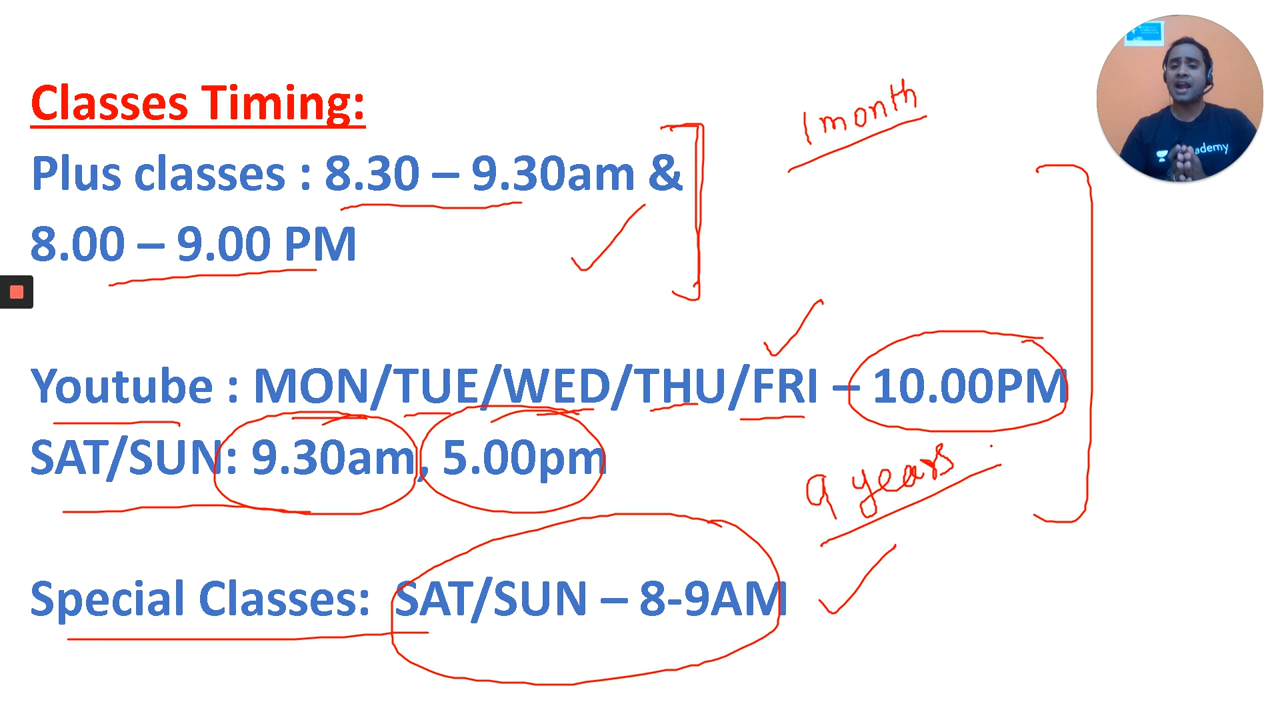 Classes Timing:
1 month
Plus classes : 8.30 – 9.30am &
8.00 – 9.00 PM
Youtube : MON/TUE/WED/THU/FRI – 10.00PM
SAT/SUN: 9.30am, 5.00pm
9 years
Special Classes: SAT/SUN – 8-9AM